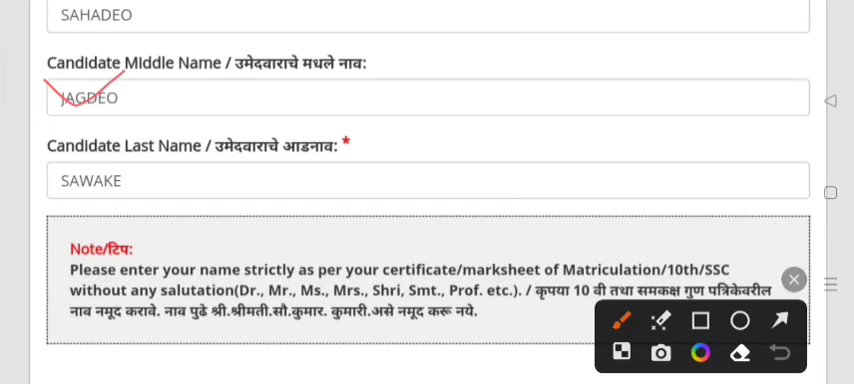 SAHADEO
Candidate Middle Name / उमेदवाराचे मधले नाव:
JAGDEO
Candidate Last Name / उमेदवाराचे आडनाव: *
SAWAKE
Note/टिप:
Please enter your name strictly as per your certificate/marksheet of Matriculation/10th/SSC
without any salutation(Dr., Mr., Ms., Mrs., Shri, Smt., Prof. etc.). / कृपया 10 वी तथा समकक्ष गुण पत्रिकेवरील
नाव नमूद करावे. नाव पुढे श्री.श्रीमती.सौ.कुमार. कुमारी.असे नमूद करू नये.